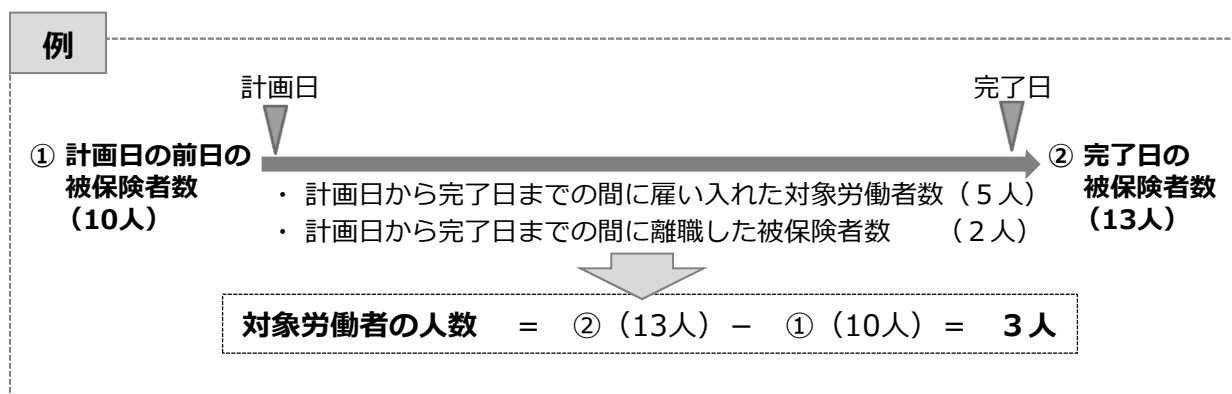 例
計画日
完了日
① 計画日の前日の
被保険者数
（10人）
・ 計画日から完了日までの間に雇い入れた対象労働者数（５人）
・ 計画日から完了日までの間に離職した被保険者数　　（２人）
② 完了日の
被保険者数
（13人）
対象労働者の人数　=　②（13人）－　①（10人）=　３人